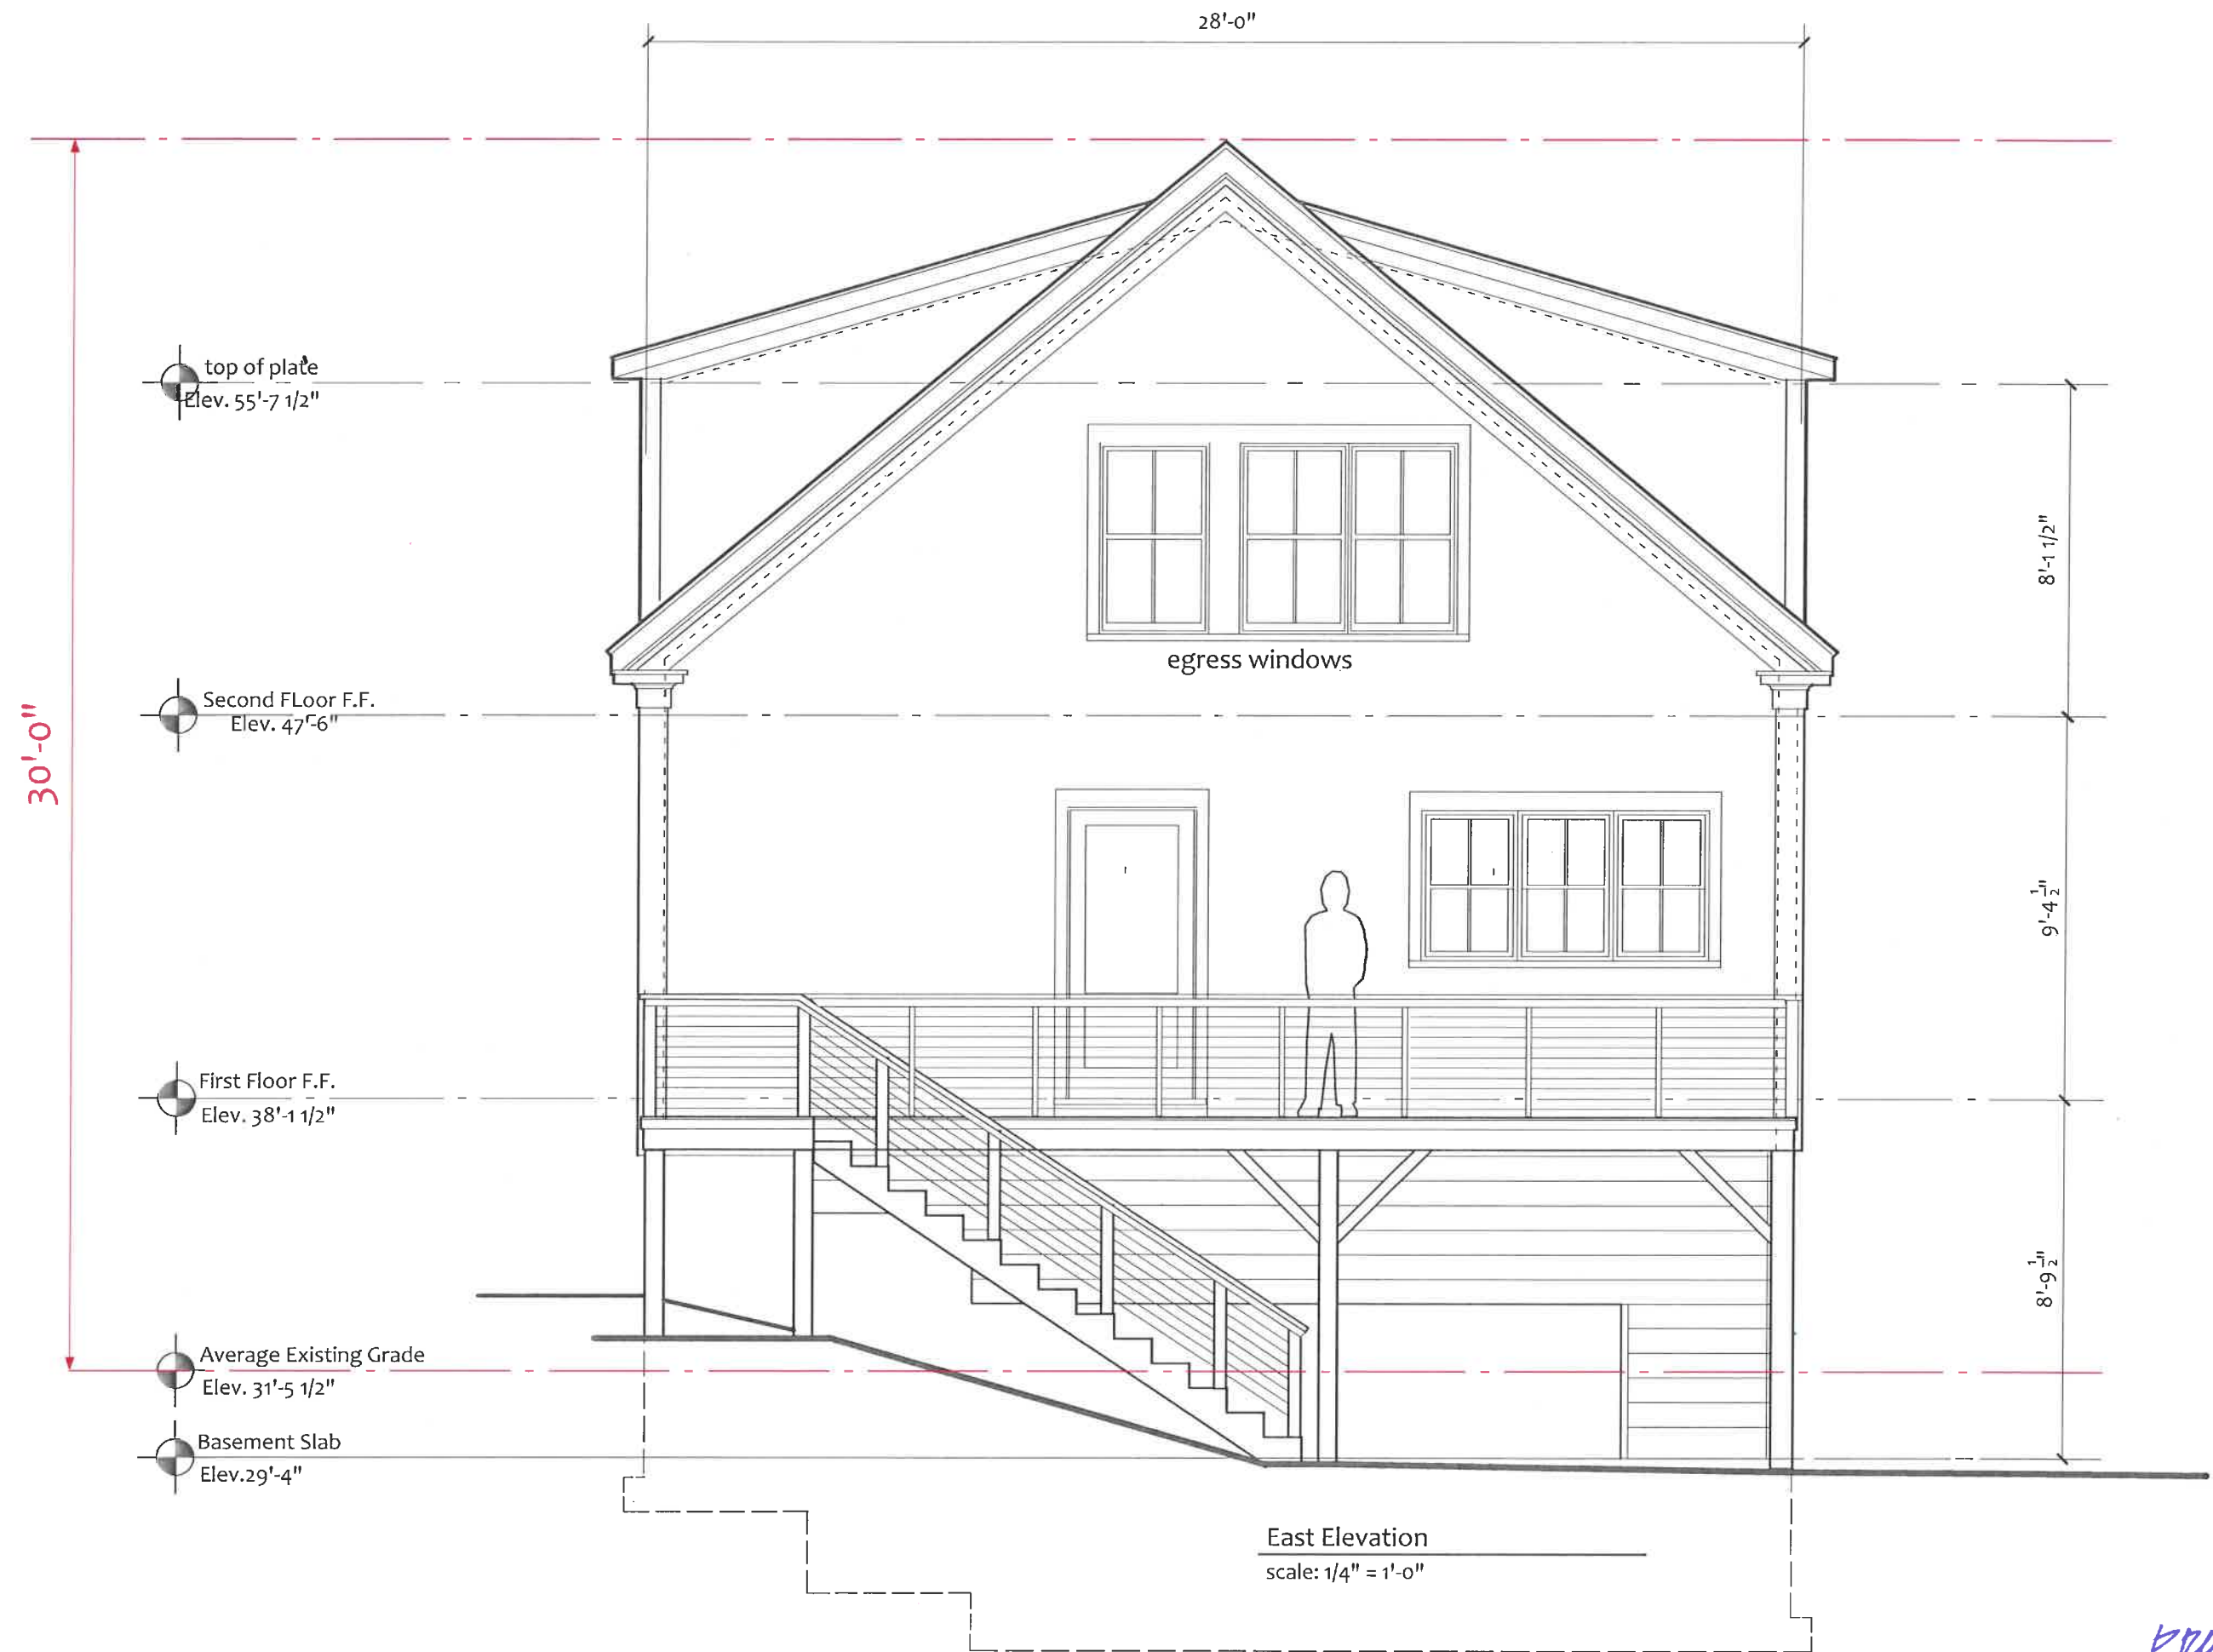 28'-0"
top of plate
Elev. 55'-7 1/2"
8'-1 1/2"
egress windows
Second FLoor F.F.
Elev. 47'-6"
30'-0"
9'-4 1/2"
First Floor F.F.
Elev. 38'-1 1/2"
8'-9 1/2"
Average Existing Grade
Elev. 31'-5 1/2"
Basement Slab
Elev.29'-4"
East Elevation
scale: 1/4" = 1'-0"